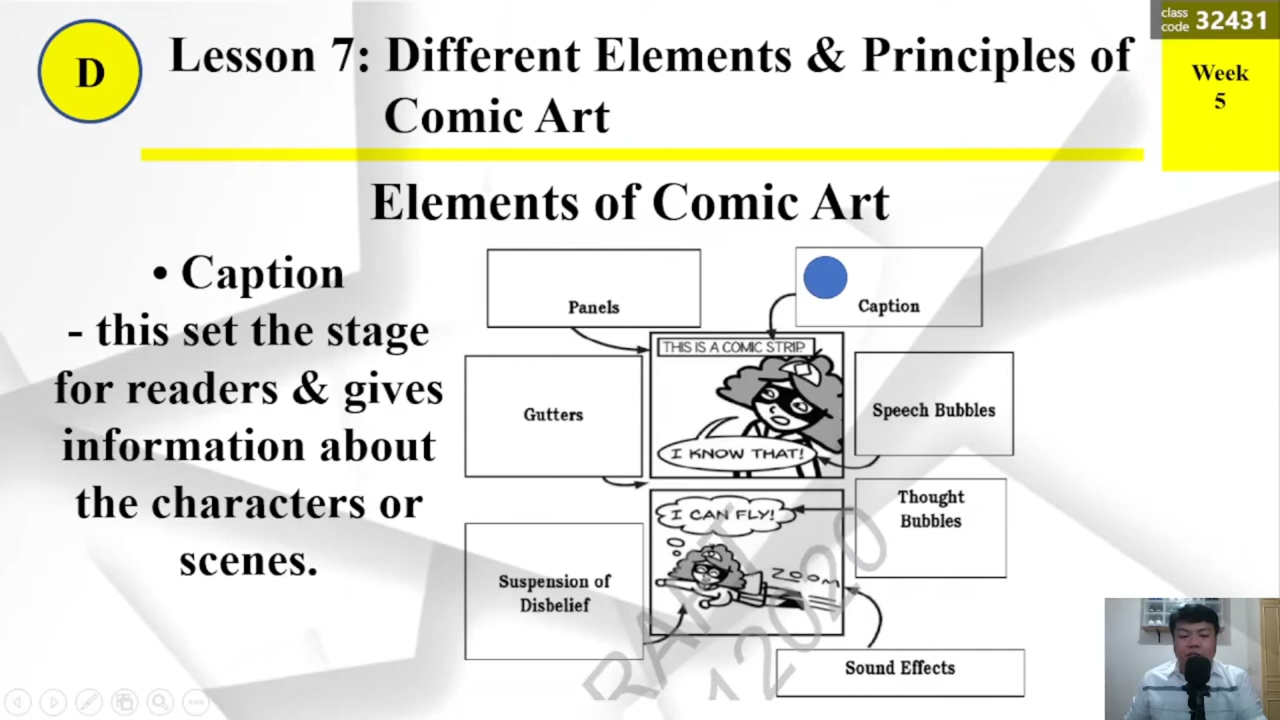 class
code 32431
D
Lesson 7: Different Elements & Principles of
Comic Art
Week
5
Elements of Comic Art
• Caption
- this set the stage
for readers & gives
information about
the characters or
scenes.
Panels
Caption
THIS IS A COMIC STRIP.
Gutters
Speech Bubbles
I KNOW THAT!
Thought
Bubbles
I CAN FLY!
Suspension of
Disbelief
ZOOM
Sound Effects